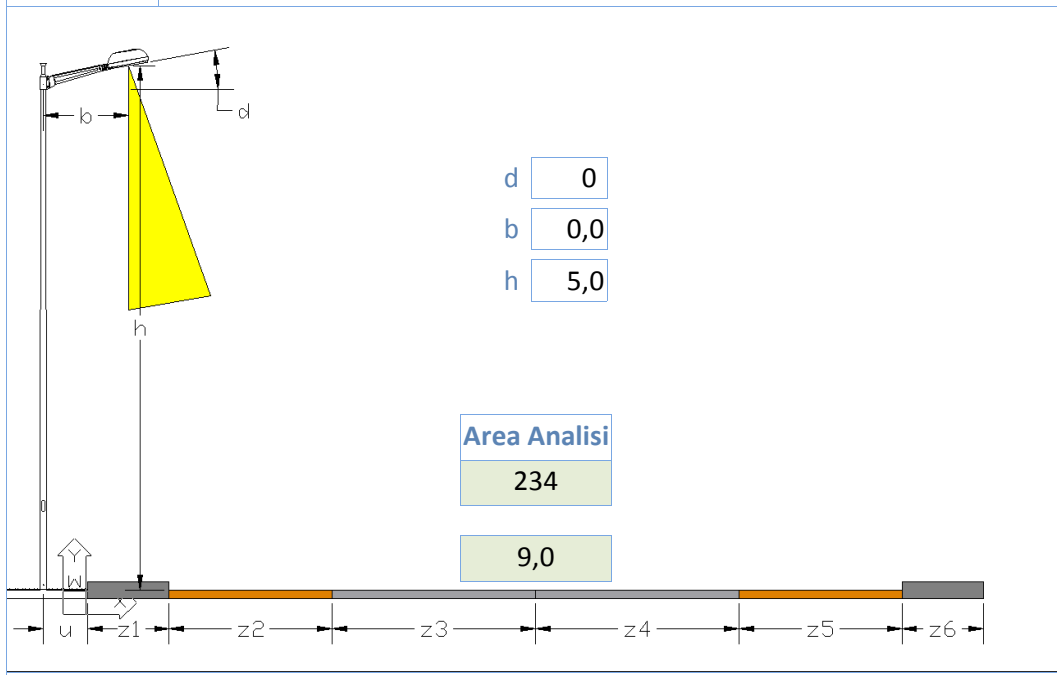 b
d
d 0
b 0,0
h 5,0
h
Area Analisi
234
9,0
Y
W
X
u z1 z2 z3 z4 z5 z6